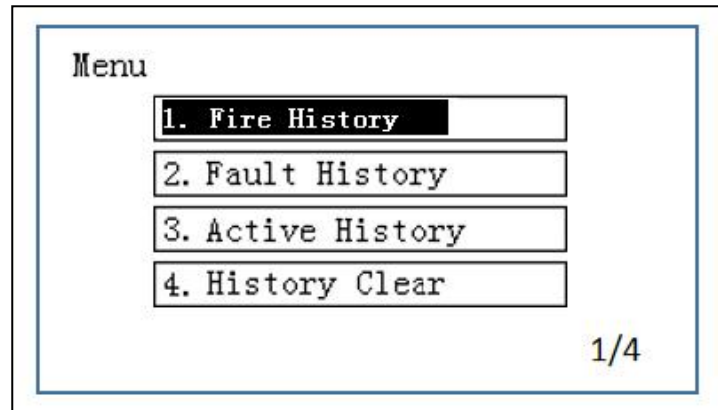 Menu
1. Fire History
2. Fault History
3. Active History
4. History Clear
1/4